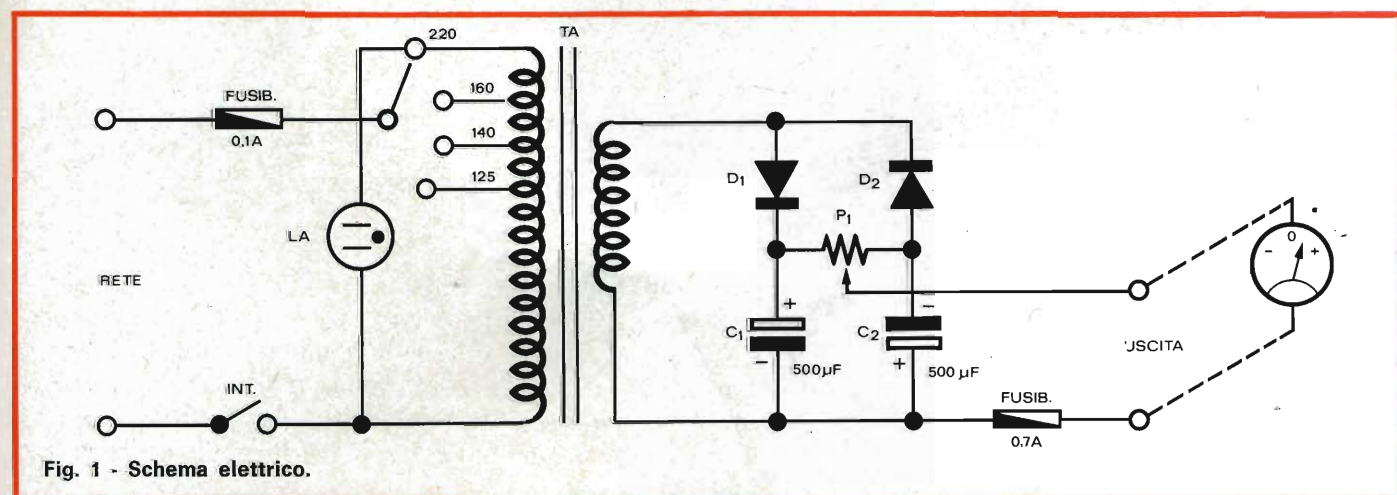 220
TA
FUSIB.
0,1A
160
140
125
LA
RETE
INT.
D1
D2
P1
+
-
C1
500µF
-
+
C2
500 µF
FUSIB.
0.7A
USCITA
- 0 +
Fig. 1 - Schema elettrico.